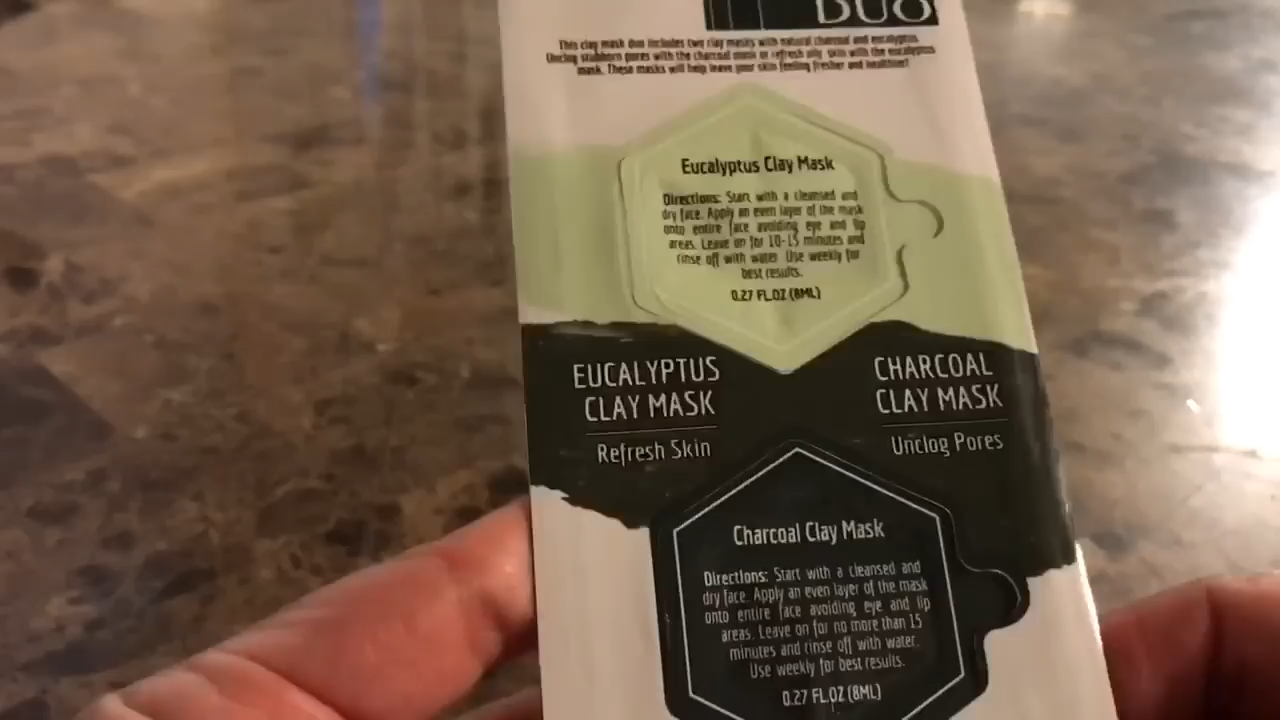 DUO
This clay mask duo includes two clay masks with natural charcoal and eucalyptus.
Unclog stubborn pores with the charcoal mask or refresh oily skin with the eucalyptus
mask. These masks will help leave your skin feeling fresher and healthier!
Eucalyptus Clay Mask
Directions: Start with a cleansed and
dry face. Apply an even layer of the mask
onto entire face avoiding eye and lip
areas. Leave on for 10-15 minutes and
rinse off with water. Use weekly for
best results.
0.27 FL.OZ (8ML)
EUCALYPTUS
CLAY MASK
Refresh Skin
CHARCOAL
CLAY MASK
Unclog Pores
Charcoal Clay Mask
Directions: Start with a cleansed and
dry face. Apply an even layer of the mask
onto entire face avoiding eye and lip
areas. Leave on for no more than 15
minutes and rinse off with water.
Use weekly for best results.
0.27 FL.OZ (8ML)